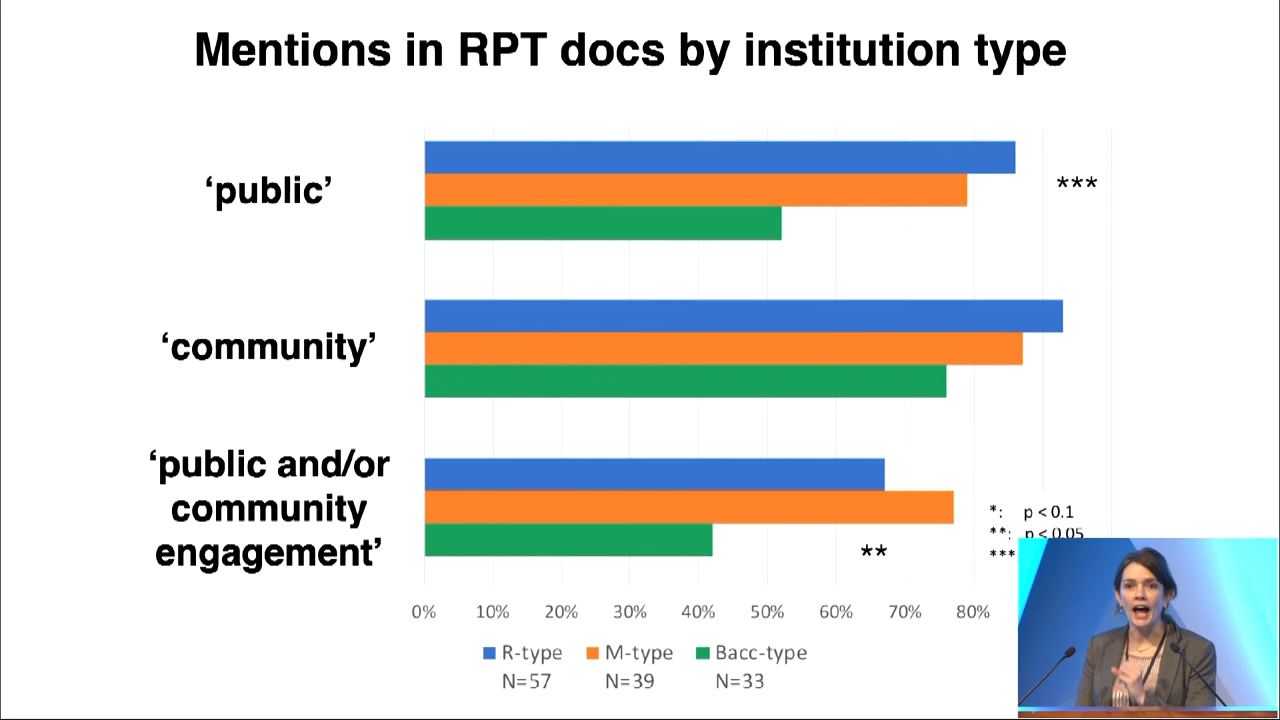 Mentions in RPT docs by institution type
‘public’
***
‘community’
‘public and/or
community
engagement’
**
*: p < 0.1
**: p < 0.05
***
0% 10% 20% 30% 40% 50% 60% 70% 80%
R-type M-type Bacc-type
N=57 N=39 N=33